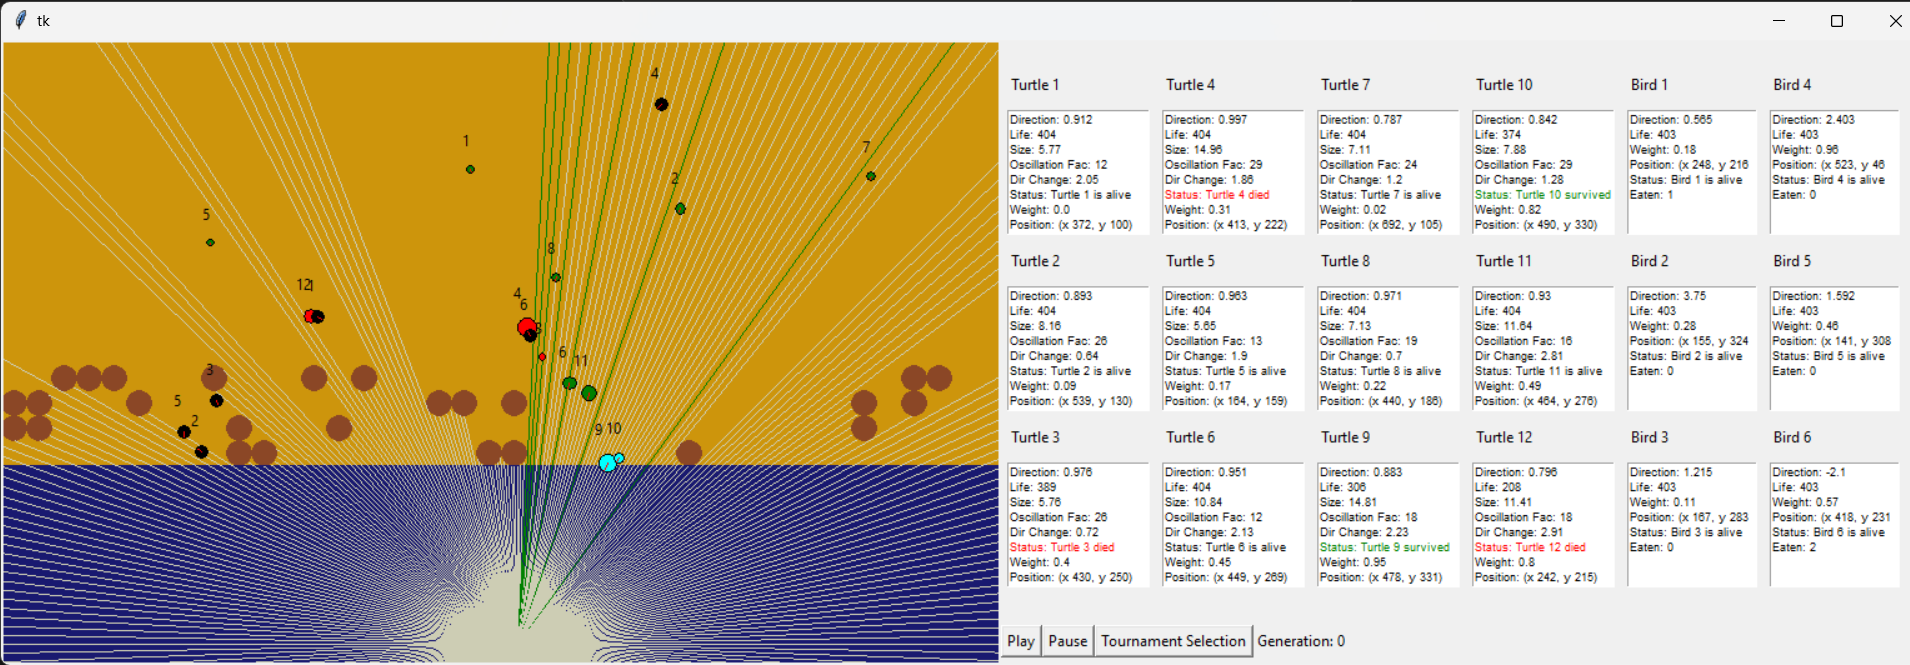 tk
4
1
7
2
5
8
12 1
4
6
3
6 11
3
5
2
9 10
Turtle 1
Direction: 0.912
Life: 404
Size: 5.77
Oscillation Fac: 12
Dir Change: 2.05
Status: Turtle 1 is alive
Weight: 0.0
Position: (x 372, y 100)
Turtle 4
Direction: 0.997
Life: 404
Size: 14.96
Oscillation Fac: 29
Dir Change: 1.86
Status: Turtle 4 died
Weight: 0.31
Position: (x 413, y 222)
Turtle 7
Direction: 0.787
Life: 404
Size: 7.11
Oscillation Fac: 24
Dir Change: 1.2
Status: Turtle 7 is alive
Weight: 0.02
Position: (x 692, y 105)
Turtle 10
Direction: 0.842
Life: 374
Size: 7.88
Oscillation Fac: 29
Dir Change: 1.28
Status: Turtle 10 survived
Weight: 0.82
Position: (x 490, y 330)
Bird 1
Direction: 0.565
Life: 403
Weight: 0.18
Position: (x 248, y 216
Status: Bird 1 is alive
Eaten: 1
Bird 4
Direction: 2.403
Life: 403
Weight: 0.96
Position: (x 523, y 46
Status: Bird 4 is alive
Eaten: 0
Turtle 2
Direction: 0.893
Life: 404
Size: 8.16
Oscillation Fac: 26
Dir Change: 0.64
Status: Turtle 2 is alive
Weight: 0.09
Position: (x 539, y 130)
Turtle 5
Direction: 0.963
Life: 404
Size: 5.65
Oscillation Fac: 13
Dir Change: 1.9
Status: Turtle 5 is alive
Weight: 0.17
Position: (x 164, y 159)
Turtle 8
Direction: 0.971
Life: 404
Size: 7.13
Oscillation Fac: 19
Dir Change: 0.7
Status: Turtle 8 is alive
Weight: 0.22
Position: (x 440, y 186)
Turtle 11
Direction: 0.93
Life: 404
Size: 11.64
Oscillation Fac: 16
Dir Change: 2.81
Status: Turtle 11 is alive
Weight: 0.49
Position: (x 464, y 276)
Bird 2
Direction: 3.75
Life: 403
Weight: 0.28
Position: (x 155, y 324
Status: Bird 2 is alive
Eaten: 0
Bird 5
Direction: 1.592
Life: 403
Weight: 0.46
Position: (x 141, y 308
Status: Bird 5 is alive
Eaten: 0
Turtle 3
Direction: 0.976
Life: 389
Size: 5.76
Oscillation Fac: 26
Dir Change: 0.72
Status: Turtle 3 died
Weight: 0.4
Position: (x 430, y 250)
Turtle 6
Direction: 0.951
Life: 404
Size: 10.84
Oscillation Fac: 12
Dir Change: 2.13
Status: Turtle 6 is alive
Weight: 0.45
Position: (x 449, y 269)
Turtle 9
Direction: 0.883
Life: 306
Size: 14.81
Oscillation Fac: 18
Dir Change: 2.23
Status: Turtle 9 survived
Weight: 0.95
Position: (x 478, y 331)
Turtle 12
Direction: 0.796
Life: 208
Size: 11.41
Oscillation Fac: 18
Dir Change: 2.91
Status: Turtle 12 died
Weight: 0.8
Position: (x 242, y 215)
Bird 3
Direction: 1.215
Life: 403
Weight: 0.11
Position: (x 167, y 283
Status: Bird 3 is alive
Eaten: 0
Bird 6
Direction: -2.1
Life: 403
Weight: 0.57
Position: (x 418, y 231
Status: Bird 6 is alive
Eaten: 2
Play Pause Tournament Selection Generation: 0